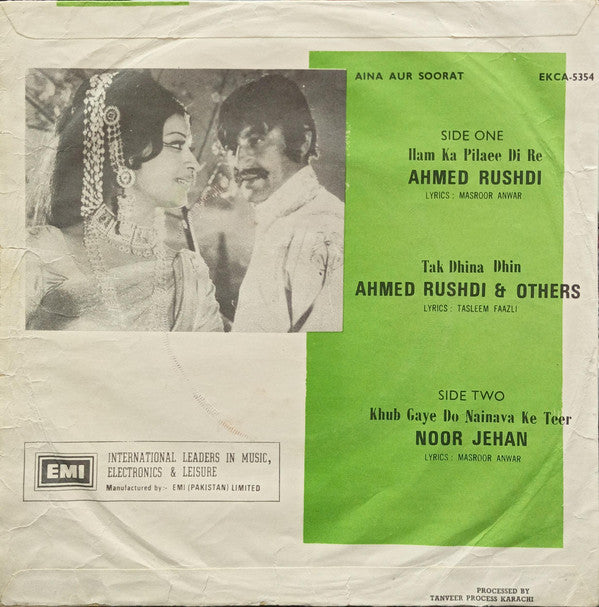 AINA AUR SOORAT
EKCA-5354
SIDE ONE
Ham Ka Pilaee Di Re
AHMED RUSHDI
LYRICS : MASROOR ANWAR
Tak Dhina Dhin
AHMED RUSHDI & OTHERS
LYRICS : TASLEEM FAAZLI
SIDE TWO
Khub Gaye Do Nainava Ke Teer
NOOR JEHAN
LYRICS : MASROOR ANWAR
EMI
INTERNATIONAL LEADERS IN MUSIC,
ELECTRONICS & LEISURE
Manufactured by:- EMI (PAKISTAN) LIMITED
PROCESSED BY
TANVEER PROCESS KARACHI